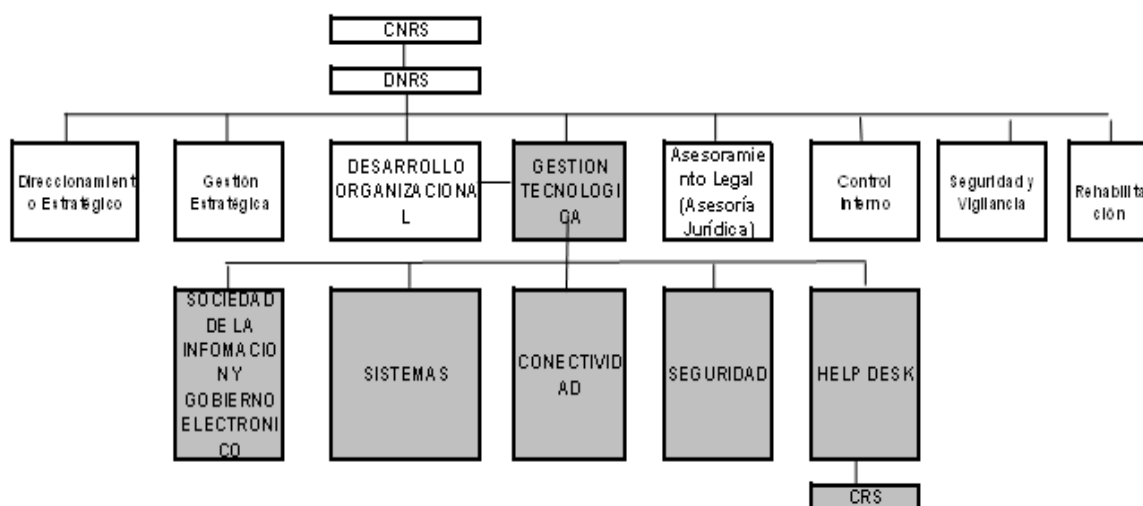 CNRS
DNRS
Direccionamient
o Estratégico
Gestión
Estratégica
DESARROLLO
ORGANIZACIONA
L
GESTION
TECNOLOGI
CA
Asesoramie
nto Legal
(Asesoría
Jurídica)
Control
Interno
Seguridad y
Vigilancia
Rehabilita
ción
SOCIEDAD
DE LA
INFOMACIO
N Y
GOBIERNO
ELECTRONI
CO
SISTEMAS
CONECTIVID
AD
SEGURIDAD
HELP DESK
CRS